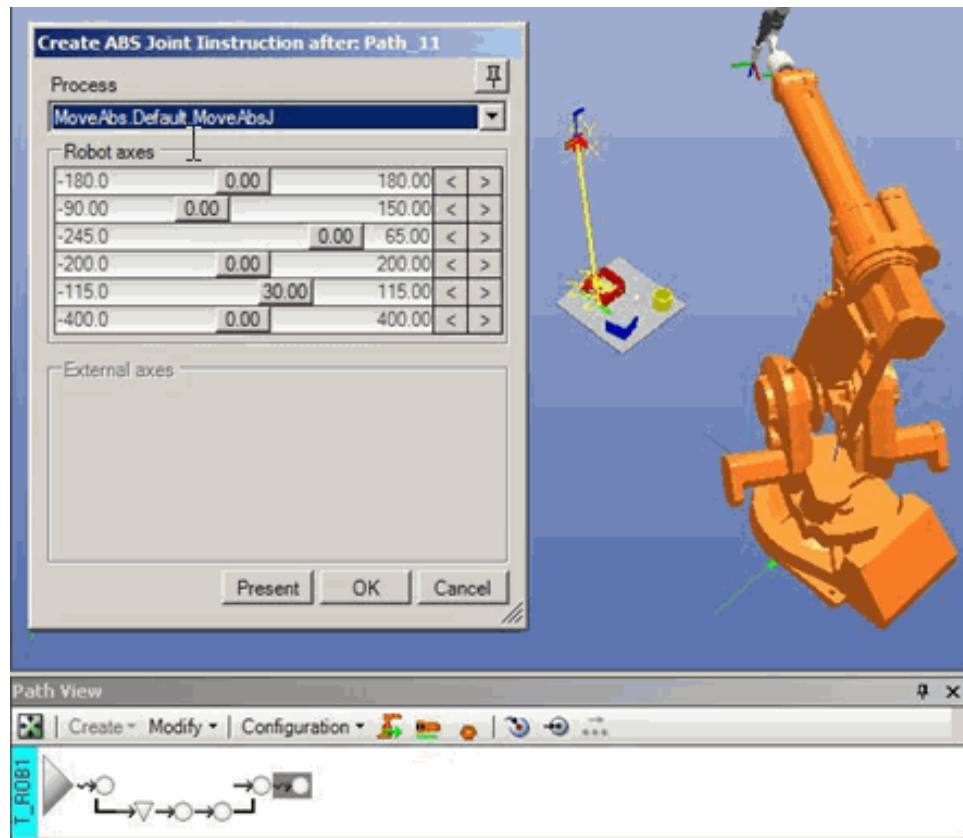 Create ABS Joint Iinstruction after: Path_11
Process
MoveAbs.Default.MoveAbsJ
Robot axes
-180.0 0.00 180.00 < >
-90.00 0.00 150.00 < >
-245.0 0.00 65.00 < >
-200.0 0.00 200.00 < >
-115.0 30.00 115.00 < >
-400.0 0.00 400.00 < >
External axes
Present OK Cancel
Path View
Create Modify Configuration
T_ROB1